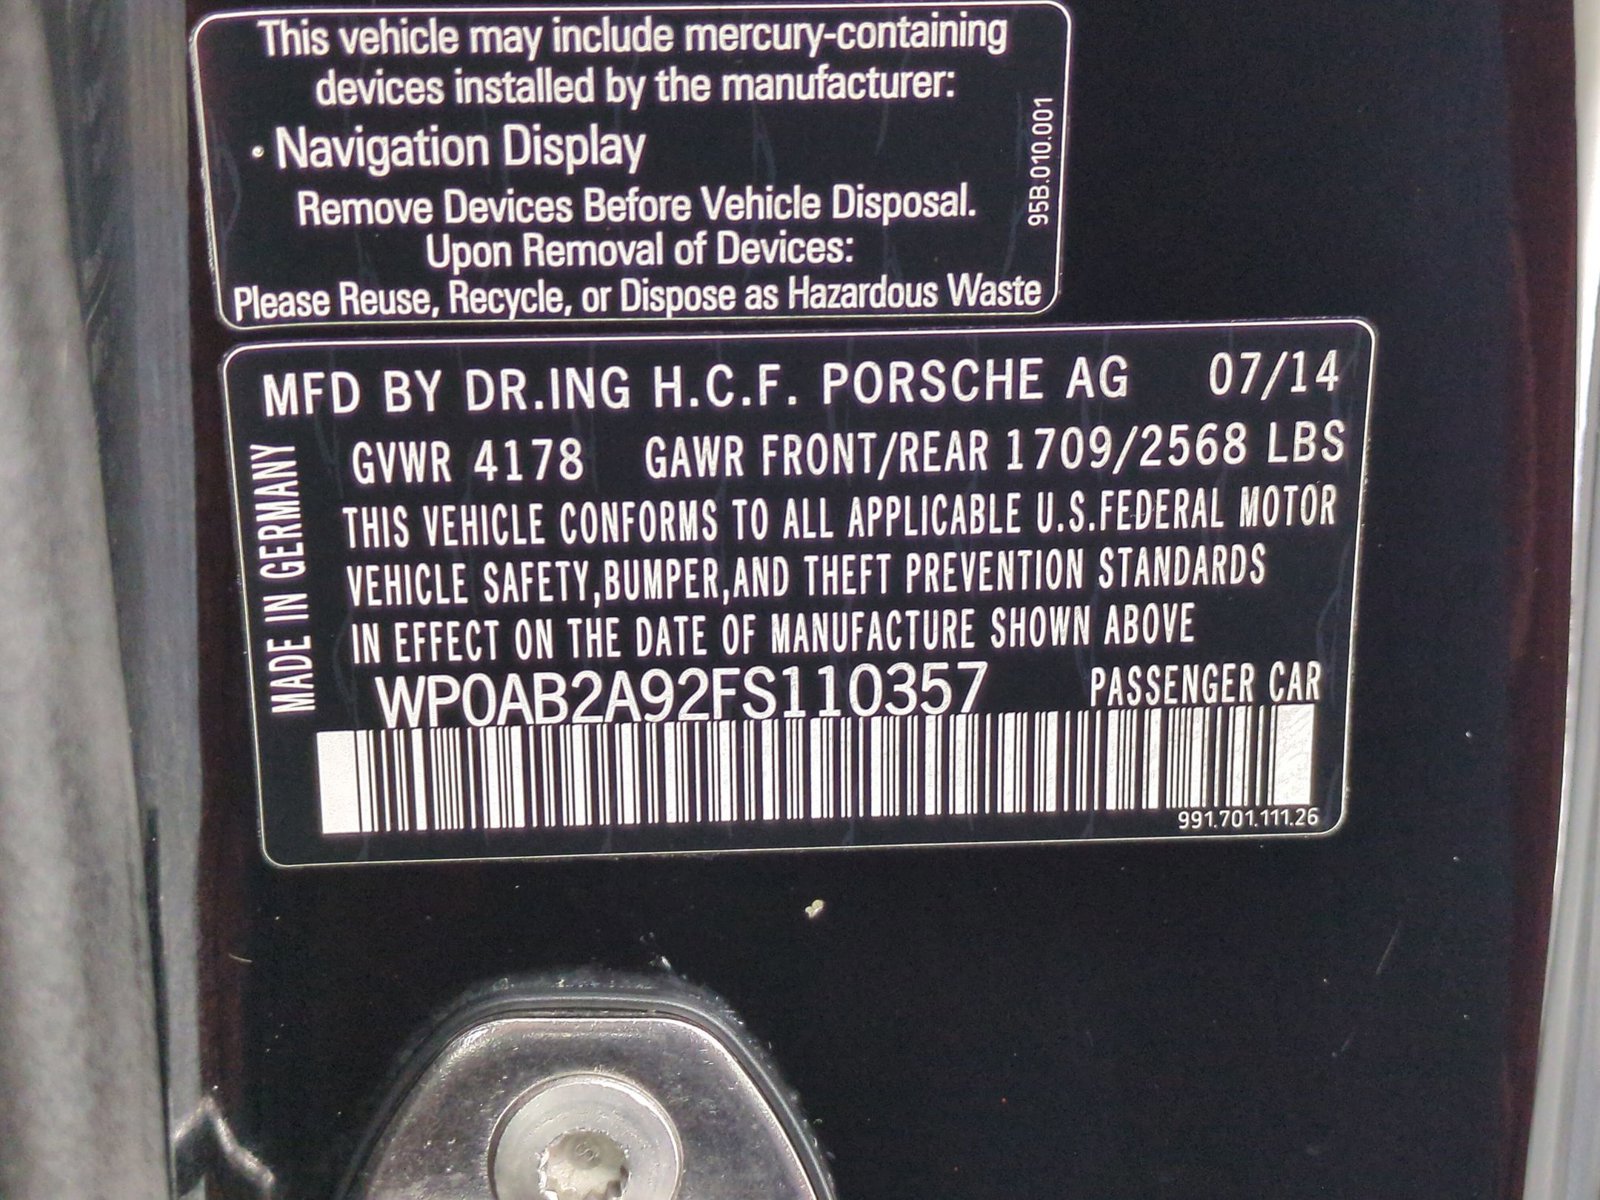 This vehicle may include mercury-containing
devices installed by the manufacturer:
· Navigation Display
Remove Devices Before Vehicle Disposal.
Upon Removal of Devices:
Please Reuse, Recycle, or Dispose as Hazardous Waste
95B.010.001
MFD BY DR.ING H.C.F. PORSCHE AG 07/14
GVWR 4178 GAWR FRONT/REAR 1709/2568 LBS
THIS VEHICLE CONFORMS TO ALL APPLICABLE U.S.FEDERAL MOTOR
VEHICLE SAFETY,BUMPER,AND THEFT PREVENTION STANDARDS
IN EFFECT ON THE DATE OF MANUFACTURE SHOWN ABOVE
WP0AB2A92FS110357 PASSENGER CAR
991.701.111.26
MADE IN GERMANY